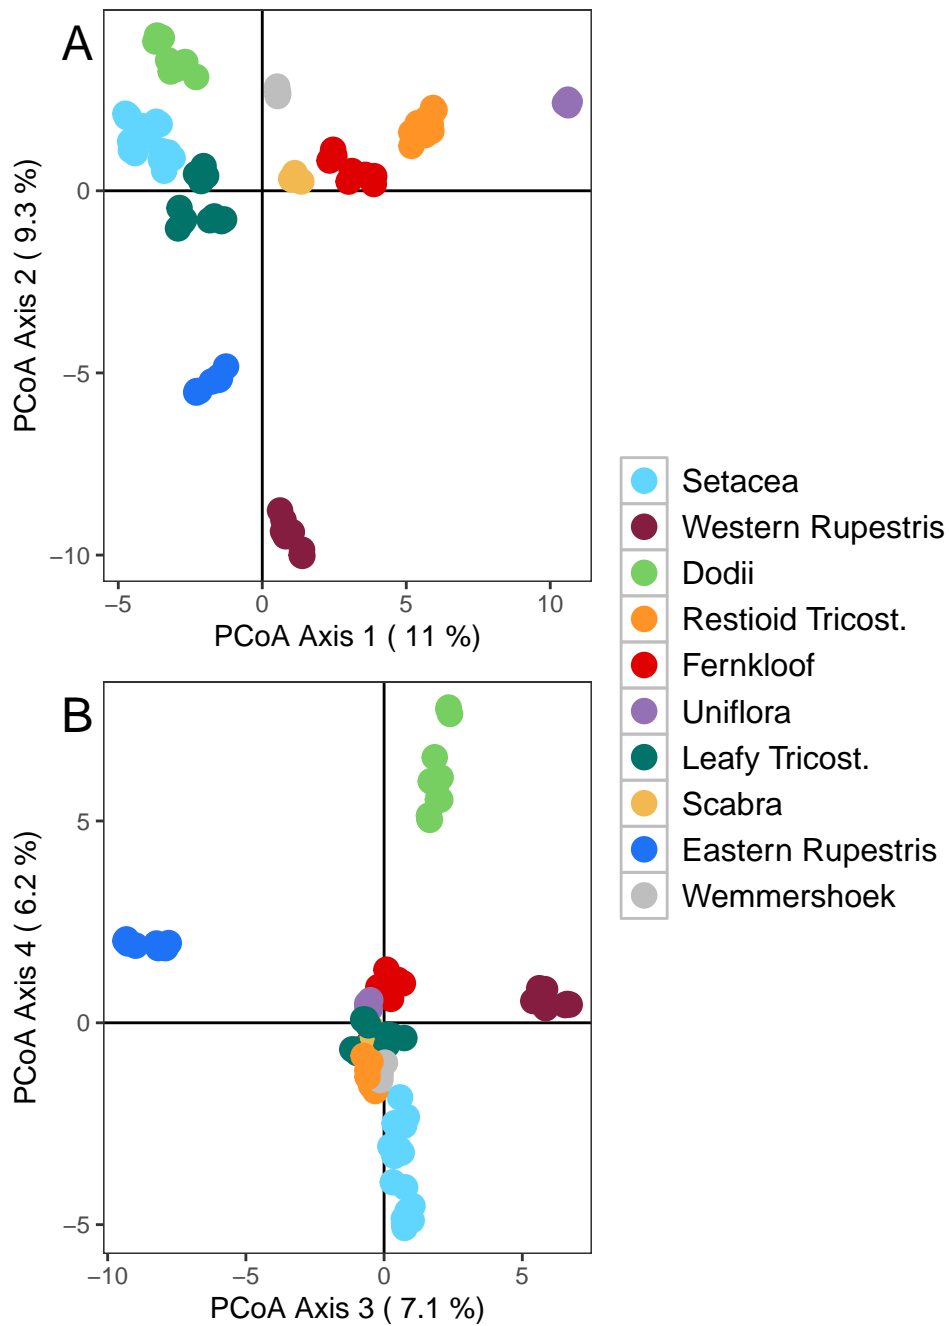 A
0
−5
−10
PCoA Axis 2 ( 9.3 %)
−5
0
5
10
PCoA Axis 1 ( 11 %)
Setacea
Western Rupestris
Dodii
Restioid Tricost.
Fernkloof
Uniflora
Leafy Tricost.
Scabra
Eastern Rupestris
Wemmershoek
B
5
0
−5
PCoA Axis 4 ( 6.2 %)
−10
−5
0
5
PCoA Axis 3 ( 7.1 %)